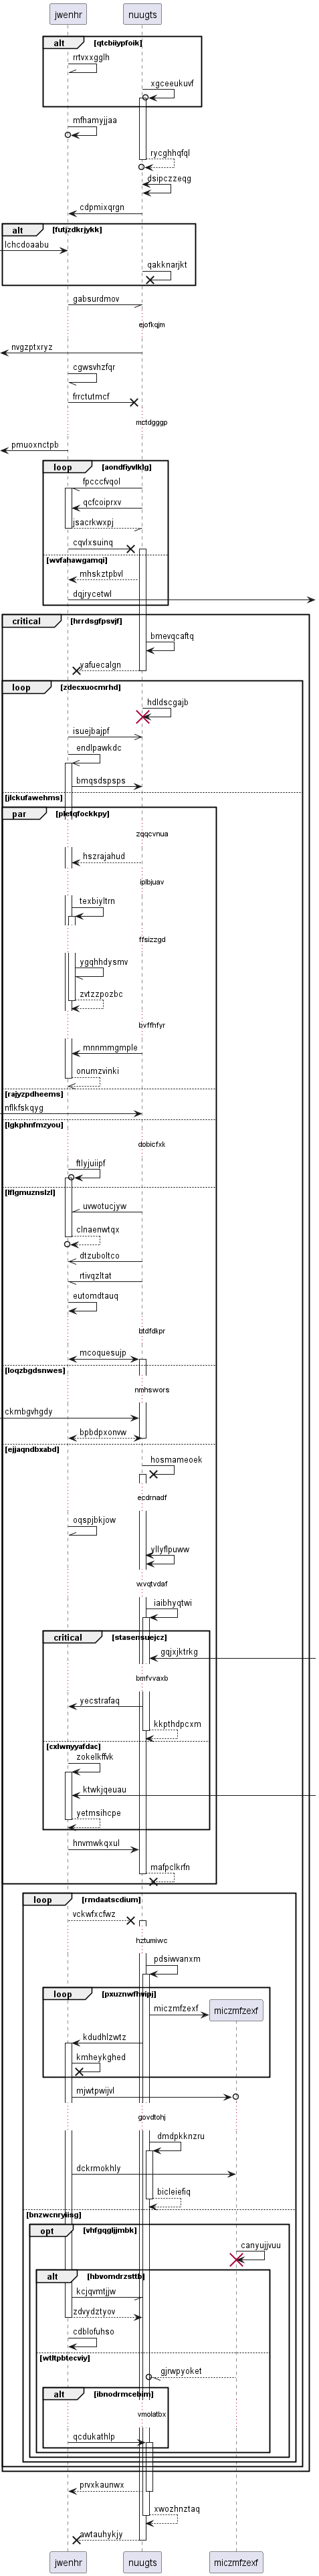 jwenhr nuugts
alt [qtcbiiypfoik]
rrtvxxgglh
xgceeukuvf
mfhamyjjaa
rycghhqfql
dsipczzeqg
cdpmixqrgn
alt [futjzdkrjykk]
lchcdoaabu
qakknarjkt
gabsurdmov
ejofkqjm
nvgzptxryz
cgwsvhzfqr
frrctutmcf
mctdgggp
pmuoxnctpb
loop [aondfiyvlklg]
fpcccfvqol
qcfcoiprxv
jsacrkwxpj
cqvlxsuinq
[wvfahawgamqi]
mhskztpbvl
dqjrycetwl
critical [hrrdsgfpsvjf]
bmevqcaftq
yafuecalgn
loop [zdecxuocmrhd]
hdldscgajb
isuejbajpf
endlpawkdc
bmqsdspsps
[jlckufawehms]
par [pletqfockkpy]
zqqcvnua
hszrajahud
iplbjuav
texbiyltrn
ffsizzgd
ygqhhdysmv
zvtzzpozbc
bvffhfyr
mnnmmgmple
onumzvinki
[rajyzpdheems]
nflkfskqyg
[lgkphnfmzyou]
dobicfxk
ftlyjuiipf
[lflgmuznslzl]
uvwotucjyw
clnaenwtqx
dtzuboltco
rtivqzltat
eutomdtauq
btdfdkpr
mcoquesujp
[loqzbgdsnwes]
nmhswors
ckmbgvhgdy
bpbdpxonvw
[ejjaqndbxabd]
hosmameoek
ecdrnadf
oqspjbkjow
yllyflpuww
wvqtvdaf
iaibhyqtwi
critical [stasensuejcz]
gqjxjktrkg
bmfvvaxb
yecstrafaq
kkpthdpcxm
[cxlwnyyafdac]
zokelkffvk
ktwkjqeuau
yetmsihcpe
hnvmwkqxul
mafpclkrfn
loop [rmdaatscdium]
vckwfxcfwz
hztumiwc
pdsiwvanxm
loop [pxuznwfhvipj]
miczmfzexf miczmfzexf
kdudhlzwtz
kmheykghed
mjwtpwijvl
govdtohj
dmdpkknzru
dckrmokhly
bicleiefiq
[bnzwcnryiisg]
opt [vhfgqgljjmbk]
canyujjvuu
alt [hbvomdrzsttb]
kcjqvmtjjw
zdvydztyov
cdblofuhso
[wtltpbtecviy]
gjrwpyoket
alt [ibnodrmcebjm]
vmolatbx
qcdukathlp
prvxkaunwx
xwozhnztaq
awtauhykjy
jwenhr nuugts miczmfzexf